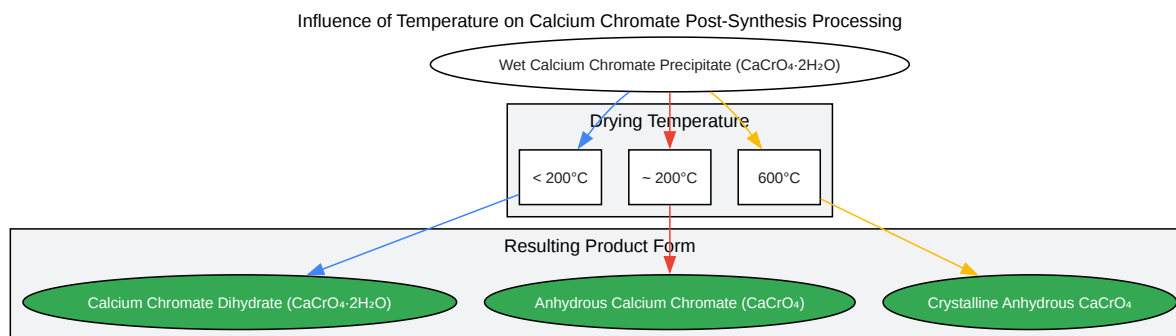 Influence of Temperature on Calcium Chromate Post-Synthesis Processing
Wet Calcium Chromate Precipitate (CaCrO₄·2H₂O)
Drying Temperature
< 200°C
~ 200°C
600°C
Resulting Product Form
Calcium Chromate Dihydrate (CaCrO₄·2H₂O)
Anhydrous Calcium Chromate (CaCrO₄)
Crystalline Anhydrous CaCrO₄